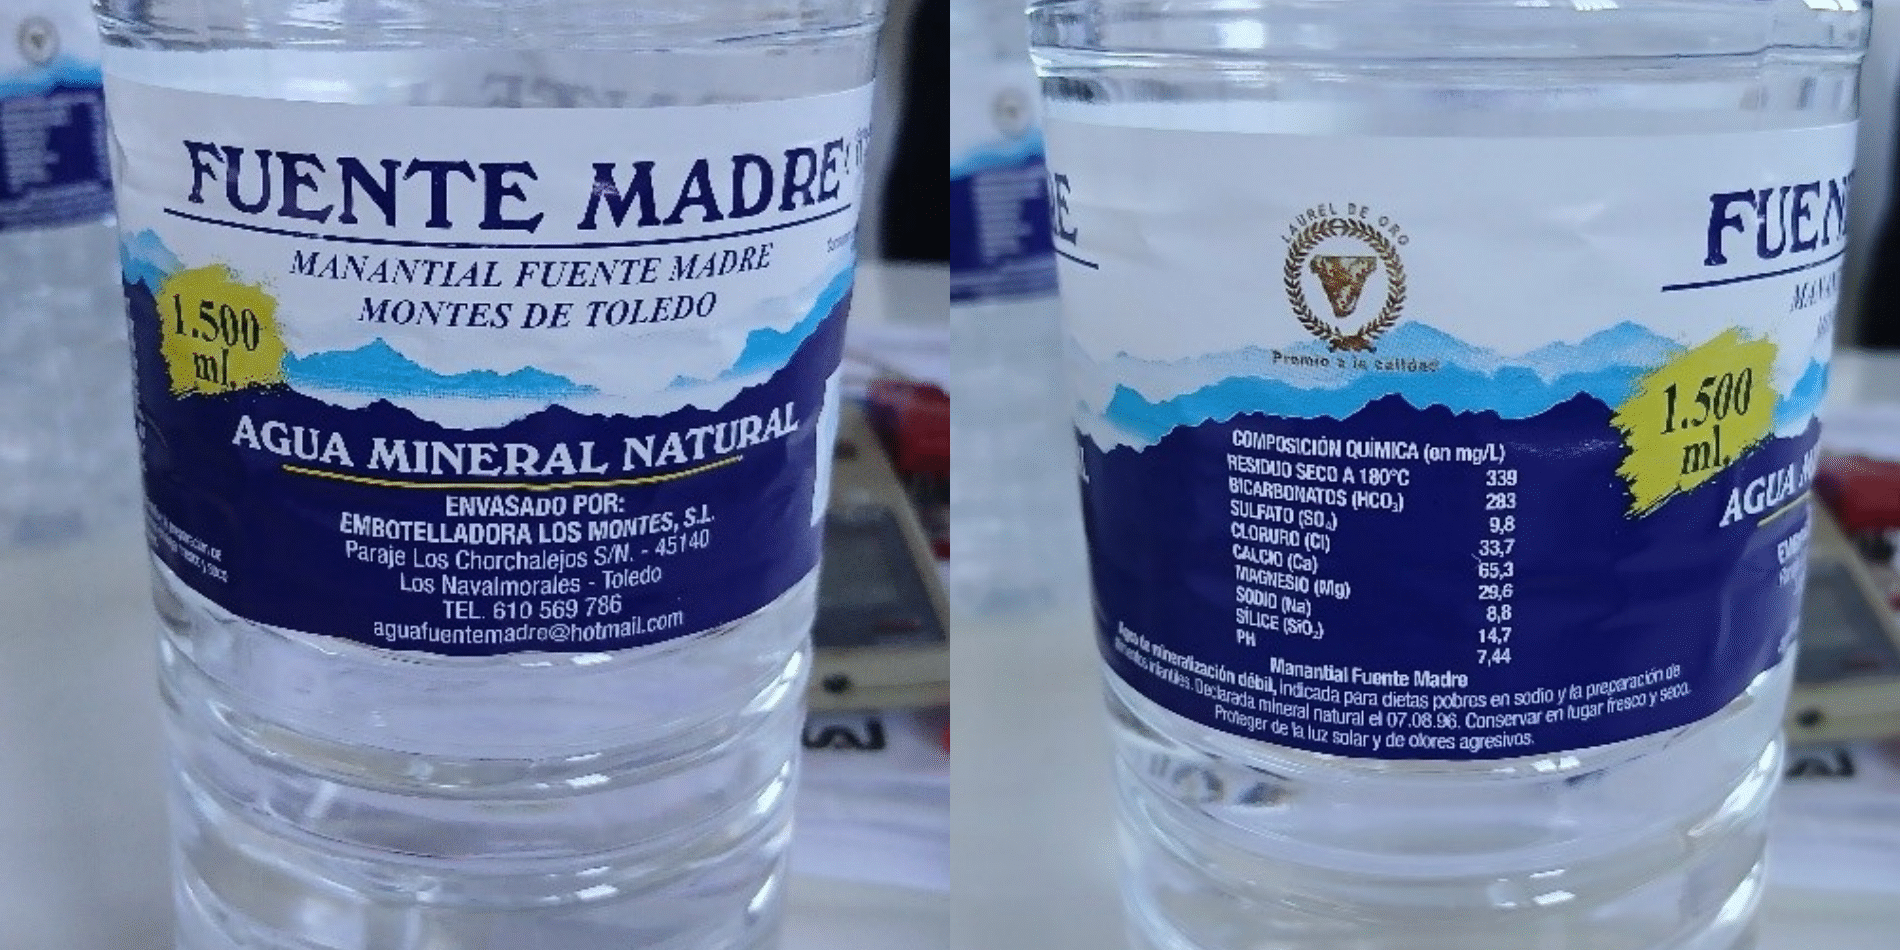 FUENTE MADRE
MANANTIAL FUENTE MADRE
MONTES DE TOLEDO
1.500
ml.
AGUA MINERAL NATURAL
ENVASADO POR:
EMBOTELLADORA LOS MONTES, S.L.
Paraje Los Chorchalejos S/N. - 45140
Los Navalmorales - Toledo
TEL. 610 569 786
aguafuentemadre@hotmail.com
LAUREL DE ORO
Premio a la calidad
FUEN
1.500
ml.
AGUA
COMPOSICIÓN QUÍMICA (en mg/L)
RESIDUO SECO A 180°C 339
BICARBONATOS (HCO₃) 283
SULFATO (SO₄) 9,8
CLORURO (Cl) 33,7
CALCIO (Ca) 65,3
MAGNESIO (Mg) 29,6
SODIO (Na) 8,8
SÍLICE (SiO₂) 14,7
PH 7,44
Manantial Fuente Madre
Agua de mineralización débil, indicada para dietas pobres en sodio y la preparación de
alimentos infantiles. Declarada mineral natural el 07.08.96. Conservar en lugar fresco y seco.
Proteger de la luz solar y de olores agresivos.